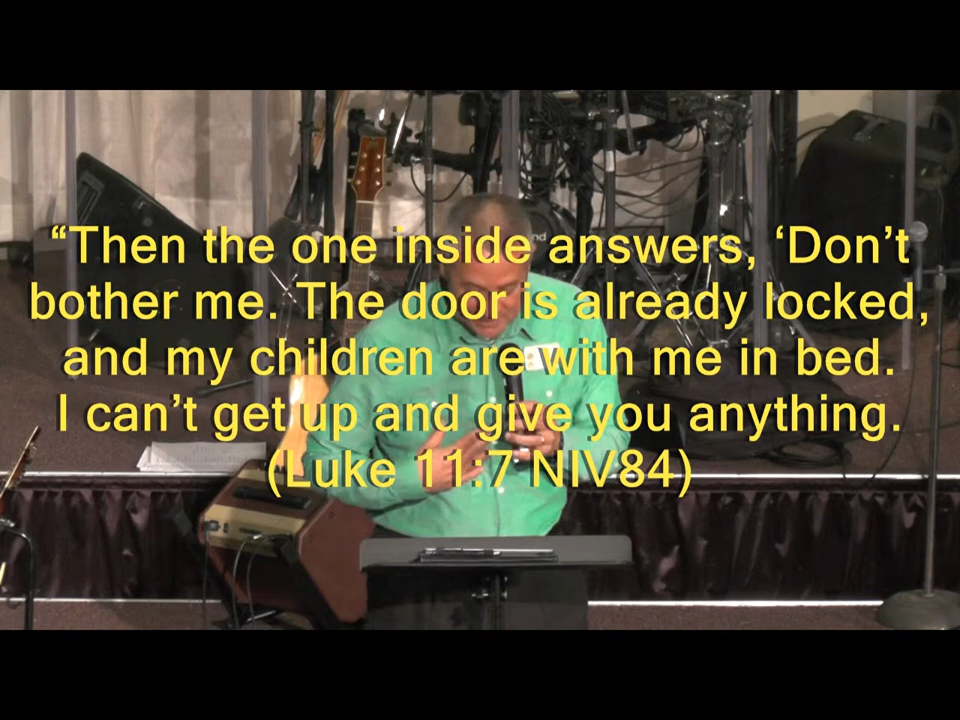 “Then the one inside answers, ‘Don’t
bother me. The door is already locked,
and my children are with me in bed.
I can’t get up and give you anything.
(Luke 11:7 NIV84)